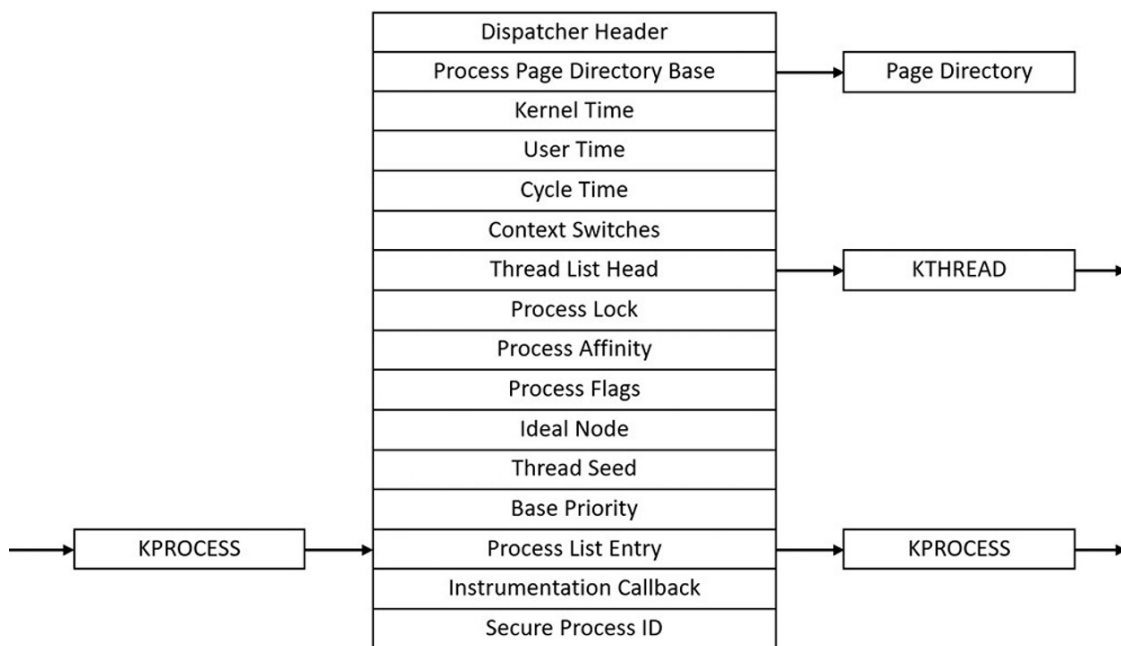 Dispatcher Header
Process Page Directory Base
Page Directory
Kernel Time
User Time
Cycle Time
Context Switches
Thread List Head
KTHREAD
Process Lock
Process Affinity
Process Flags
Ideal Node
Thread Seed
Base Priority
KPROCESS
Process List Entry
KPROCESS
Instrumentation Callback
Secure Process ID